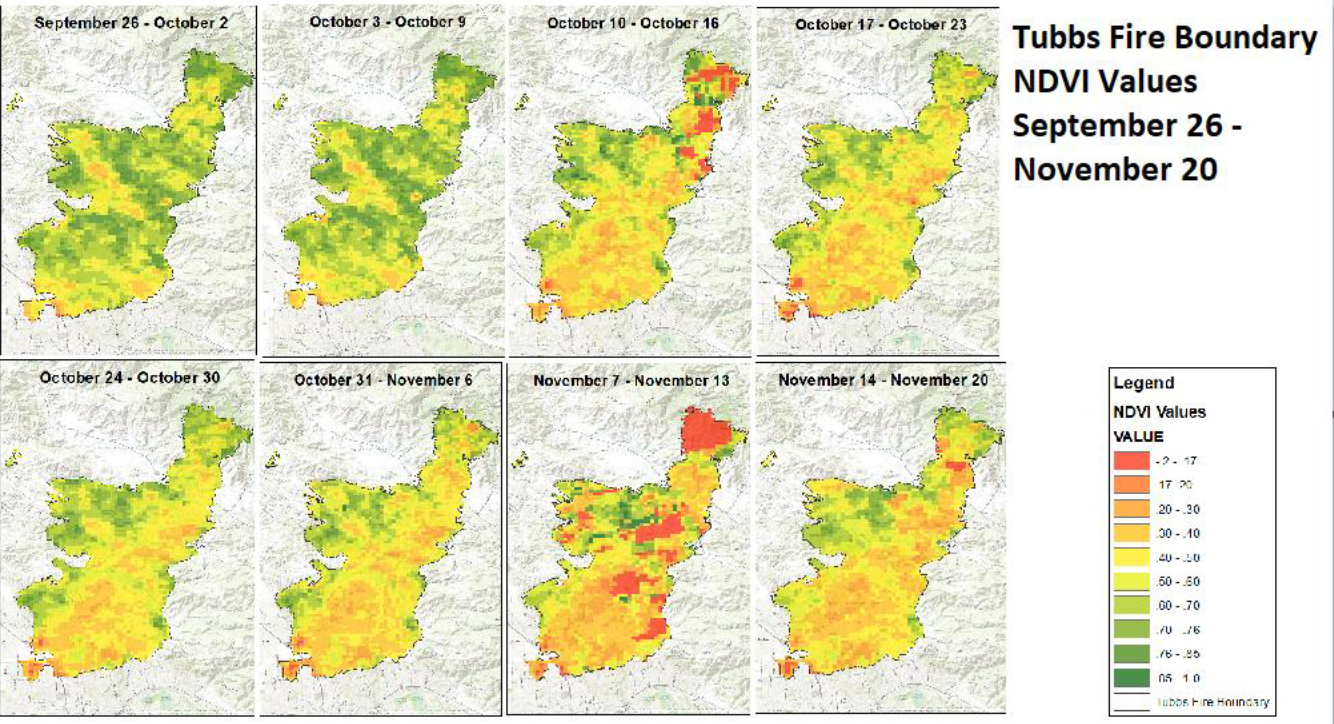 September 26 - October 2
October 3 - October 9
October 10 - October 16
October 17 - October 23
Tubbs Fire Boundary
NDVI Values
September 26 -
November 20
October 24 - October 30
October 31 - November 6
November 7 - November 13
November 14 - November 20
Legend
NDVI Values
VALUE
-.2 - .17
.17 .20
.20 - .30
.30 - .40
.40 - .50
.50 - .60
.60 - .70
.70 - .76
.76 - .85
.85 - 1.0
Tubbs Fire Boundary